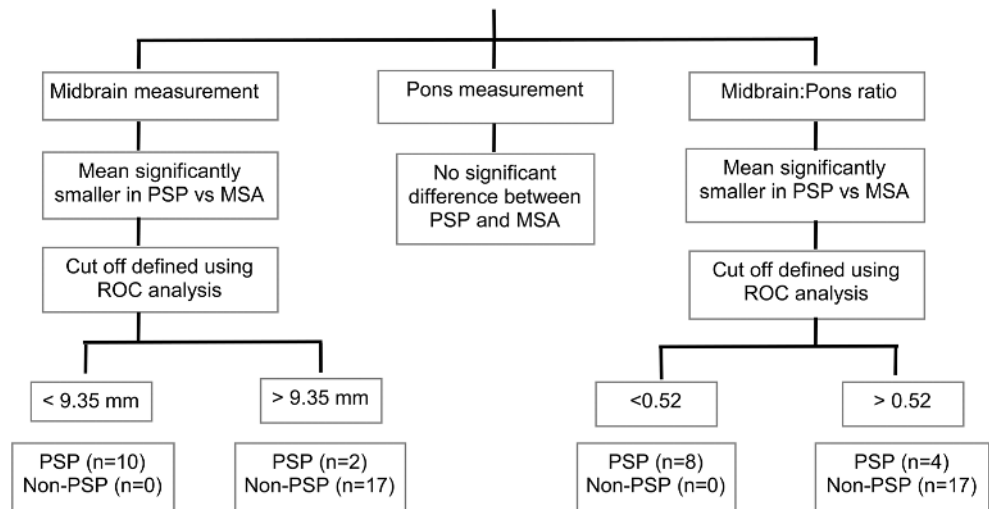 Midbrain measurement
Mean significantly
smaller in PSP vs MSA
Cut off defined using
ROC analysis
< 9.35 mm
PSP (n=10)
Non-PSP (n=0)
> 9.35 mm
PSP (n=2)
Non-PSP (n=17)
Pons measurement
No significant
difference between
PSP and MSA
Midbrain:Pons ratio
Mean significantly
smaller in PSP vs MSA
Cut off defined using
ROC analysis
<0.52
PSP (n=8)
Non-PSP (n=0)
> 0.52
PSP (n=4)
Non-PSP (n=17)